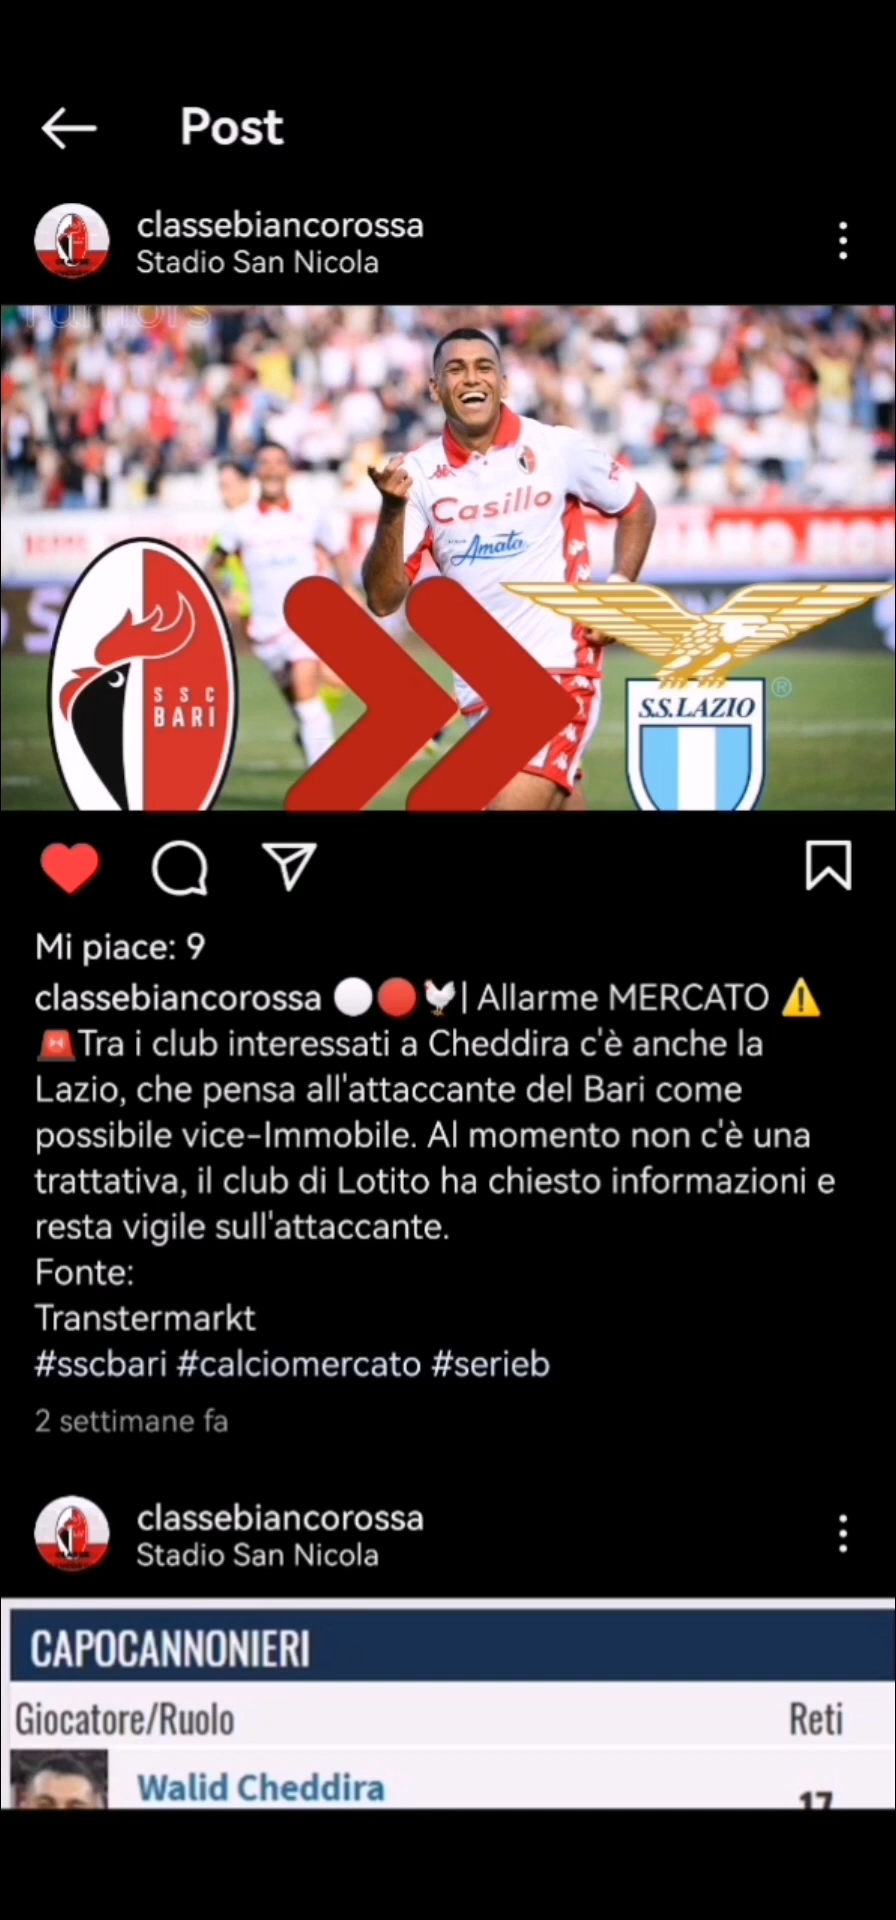 Post
classebiancorossa
Stadio San Nicola
rumors
Casillo
Amata
SSC
BARI
S.S.LAZIO
®
Mi piace: 9
classebiancorossa ⚪🔴🐓| Allarme MERCATO ⚠️
🚨Tra i club interessati a Cheddira c'è anche la
Lazio, che pensa all'attaccante del Bari come
possibile vice-Immobile. Al momento non c'è una
trattativa, il club di Lotito ha chiesto informazioni e
resta vigile sull'attaccante.
Fonte:
Transtermarkt
#sscbari #calciomercato #serieb
2 settimane fa
classebiancorossa
Stadio San Nicola
CAPOCANNONIERI
Giocatore/Ruolo Reti
Walid Cheddira 17